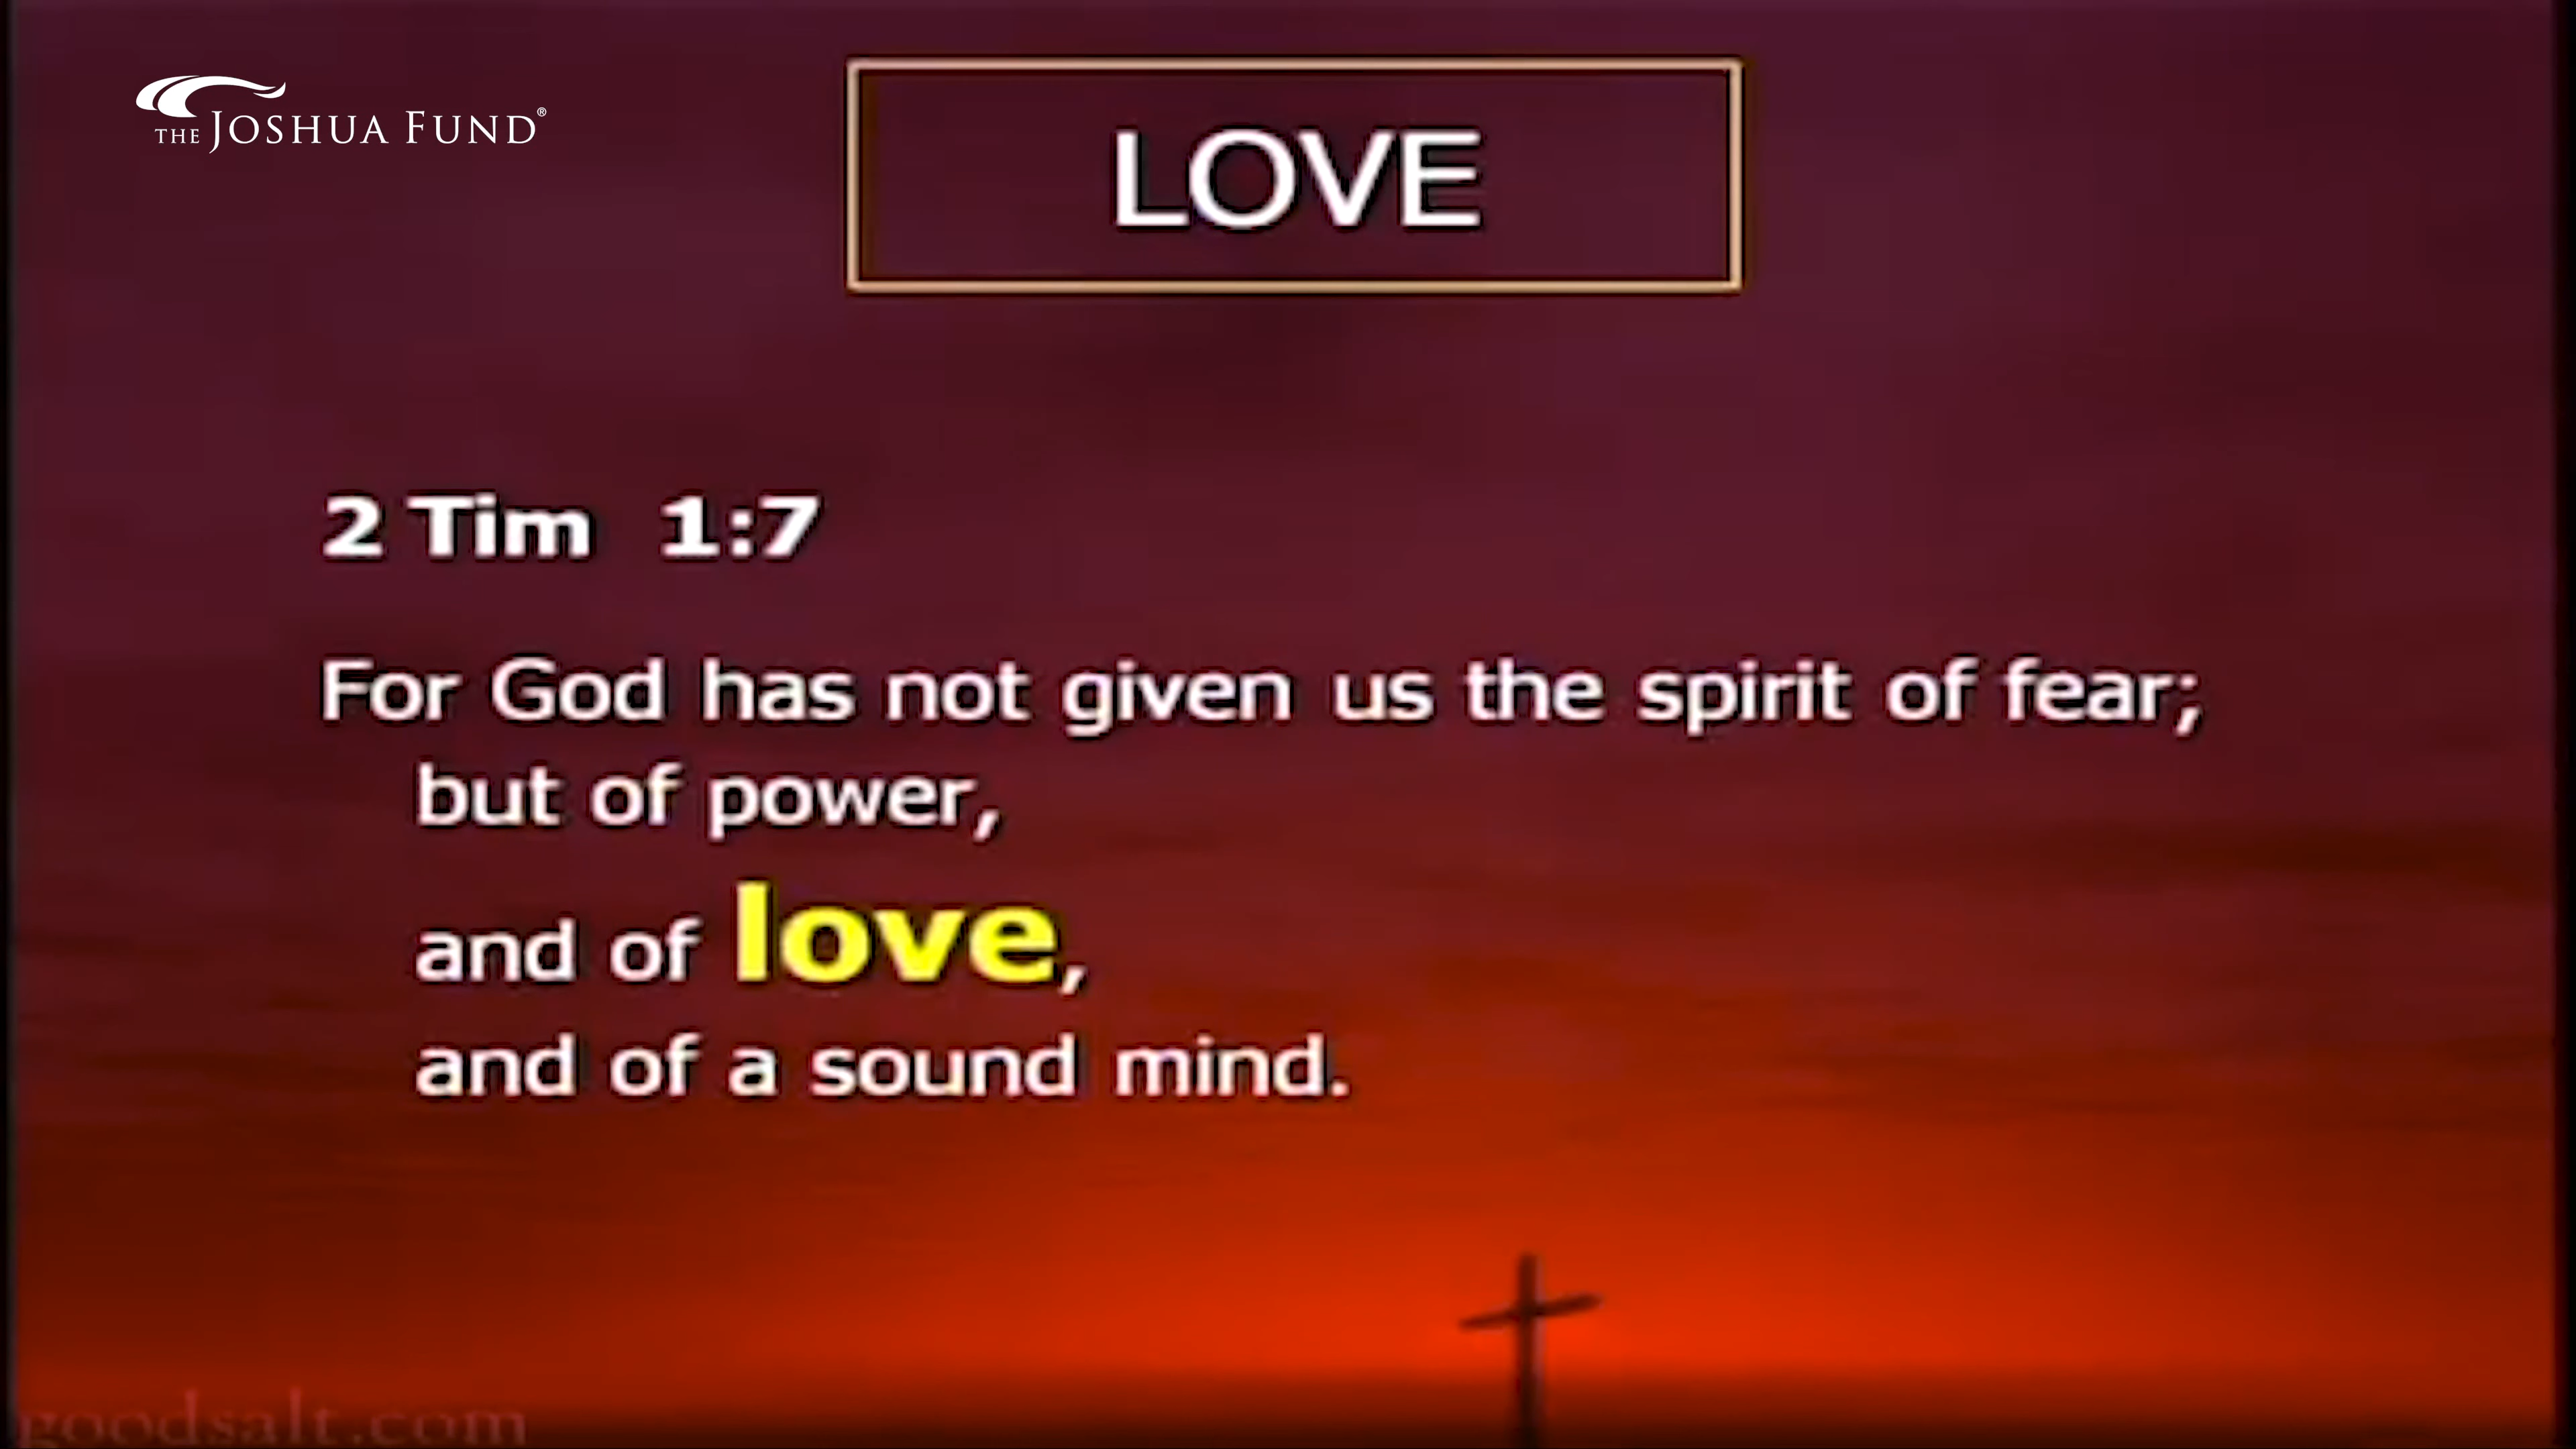 THE JOSHUA FUND®
LOVE
2 Tim 1:7
For God has not given us the spirit of fear;
but of power,
and of love,
and of a sound mind.
goodsalt.com